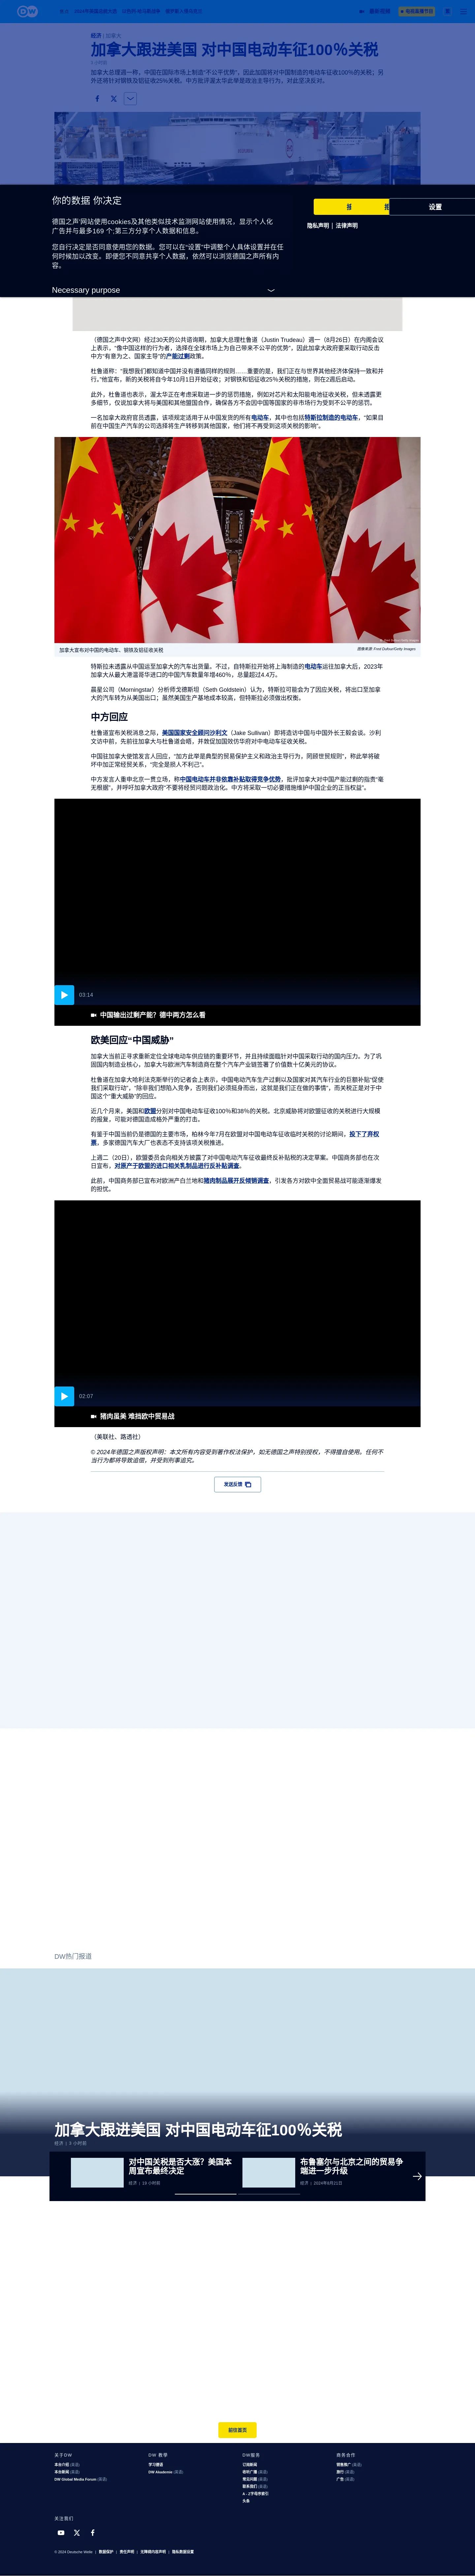 DW
最新视频
经济 | 加拿大
加拿大跟进美国 对中国电动车征100％关税
3 小时前
加拿大总理逍一称，中国在国际市场上制造“不公平优势”，因此加国将对中国制造的电动车征收100%的关税；另
外还将针对钢铁及铝征收25%关税。中方批评渥太华此举是政治主导行为，对此坚决反对。
你的数据 你决定
德国之声˙网站使用cookies及其他类似技术监测网站使用情况，显示个人化
广告并与最多169 个;第三方分享个人数据和信息。
您自行决定是否同意使用您的数据。您可以在“设置”中调整个人具体设置并在任
何时候加以改变。即便您不同意共享个人数据，依然可以浏览德国之声所有内
容。
Necessary purpose
设置
隐私声明 | 法律声明
（德国之声中文网）经过30天的公共谘询期，加拿大总理杜鲁道（Justin Trudeau）週一（8月26日）在内阁会议
上表示，“像中国这样的行为者，选择在全球市场上为自己带来不公平的优势”，因此加拿大政府要采取行动反击
中方“有意为之、国家主导”的产能过剩政策。
杜鲁道称：“我想我们都知道中国并没有遵循同样的规则……重要的是，我们正在与世界其他经济体保持一致和并
行。”他宣布，新的关税将自今年10月1日开始征收；对钢铁和铝征收25%关税的措施，则在2週后启动。
此外，杜鲁道也表示，渥太华正在考虑采取进一步的惩罚措施，例如对芯片和太阳能电池征收关税，但未透露更
多细节，仅说加拿大将与美国和其他盟国合作，确保各方不会因中国等国家的非市场行为受到不公平的惩罚。
一名加拿大政府官员透露，该项规定适用于从中国发货的所有电动车，其中也包括特斯拉制造的电动车，“如果目
前在中国生产汽车的公司选择将生产转移到其他国家，他们将不再受到这项关税的影响”。
加拿大宣布对中国的电动车、钢铁及铝征收关税
图像来源: Fred Dufour/Getty Images
特斯拉未透露从中国运至加拿大的汽车出货量。不过，自特斯拉开始将上海制造的电动车运往加拿大后，2023年
加拿大从最大港温哥华进口的中国汽车数量年增460%，总量超过4.4万。
晨星公司（Morningstar）分析师戈德斯坦（Seth Goldstein）认为，特斯拉可能会为了因应关税，将出口至加拿
大的汽车转为从美国出口；虽然美国生产基地成本较高，但特斯拉必须做出权衡。
中方回应
杜鲁道宣布关税消息之际，美国国家安全顾问沙利文（Jake Sullivan）即将造访中国与中国外长王毅会谈。沙利
文访中前，先前往加拿大与杜鲁道会晤，并敦促加国效仿华府对中电动车征收关税。
中国驻加拿大使馆发言人回应，“加方此举是典型的贸易保护主义和政治主导行为，罔顾世贸规则”，称此举将破
坏中加正常经贸关系，“完全是损人不利己”。
中方发言人重申北京一贯立场，称中国电动车并非依靠补贴取得竞争优势，批评加拿大对中国产能过剩的指责“毫
无根据”，并呼吁加拿大政府“不要将经贸问题政治化。中方将采取一切必要措施维护中国企业的正当权益”。
03:14
中国输出过剩产能？德中两方怎么看
欧美回应“中国威胁”
加拿大当前正寻求重新定位全球电动车供应链的重要环节，并且持续面臨针对中国采取行动的国内压力。为了巩
固国内制造业核心，加拿大与欧洲汽车制造商在整个汽车产业链签署了价值数十亿美元的协议。
杜鲁道在加拿大哈利法克斯举行的记者会上表示，中国电动汽车生产过剩以及国家对其汽车行业的巨额补贴“促使
我们采取行动”，“除非我们想陷入竞争，否则我们必须挺身而出，这就是我们正在做的事情”，而关税正是对于中
国这个“重大威胁”的回应。
近几个月来，美国和欧盟分别对中国电动车征收100%和38%的关税。北京威胁将对欧盟征收的关税进行大规模
的报复，可能对德国造成格外严重的打击。
有鉴于中国当前仍是德国的主要市场，柏林今年7月在欧盟对中国电动车征收临时关税的讨论期间，投下了弃权
票，多家德国汽车大厂也表态不支持该项关税推进。
上週二（20日），欧盟委员会向相关方披露了对中国电动汽车征收最终反补贴税的决定草案。中国商务部也在次
日宣布，对原产于欧盟的进口相关乳制品进行反补贴调查。
此前，中国商务部已宣布对欧洲产白兰地和猪肉制品展开反倾销调查，引发各方对欧中全面贸易战可能逐渐爆发
的担忧。
02:07
猪肉虽美 难挡欧中贸易战
（美联社、路透社）
© 2024年德国之声版权声明：本文所有内容受到著作权法保护，如无德国之声特别授权，不得擅自使用。任何不
当行为都将导致追偿，并受到刑事追究。
发送反馈
DW热门报道
加拿大跟进美国 对中国电动车征100％关税
经济 | 3 小时前
对中国关税是否大涨？美国本
周宣布最终决定
经济 | 19 小时前
布鲁塞尔与北京之间的贸易争
端进一步升级
经济 | 2024年8月21日
前往首页
关于DW
本台介绍 (英语)
本台新闻 (英语)
DW Global Media Forum (英语)
DW 教学
学习德语
DW Akademie (英语)
DW服务
订阅新闻
收听广播 (英语)
常见问题 (英语)
联系我们 (英语)
A - Z字母序索引
头条
商务合作
销售推广 (英语)
旅行 (英语)
广告 (英语)
关注我们
© 2024 Deutsche Welle | 数据保护 | 责任声明 | 无障碍内容声明 | 隐私数据设置